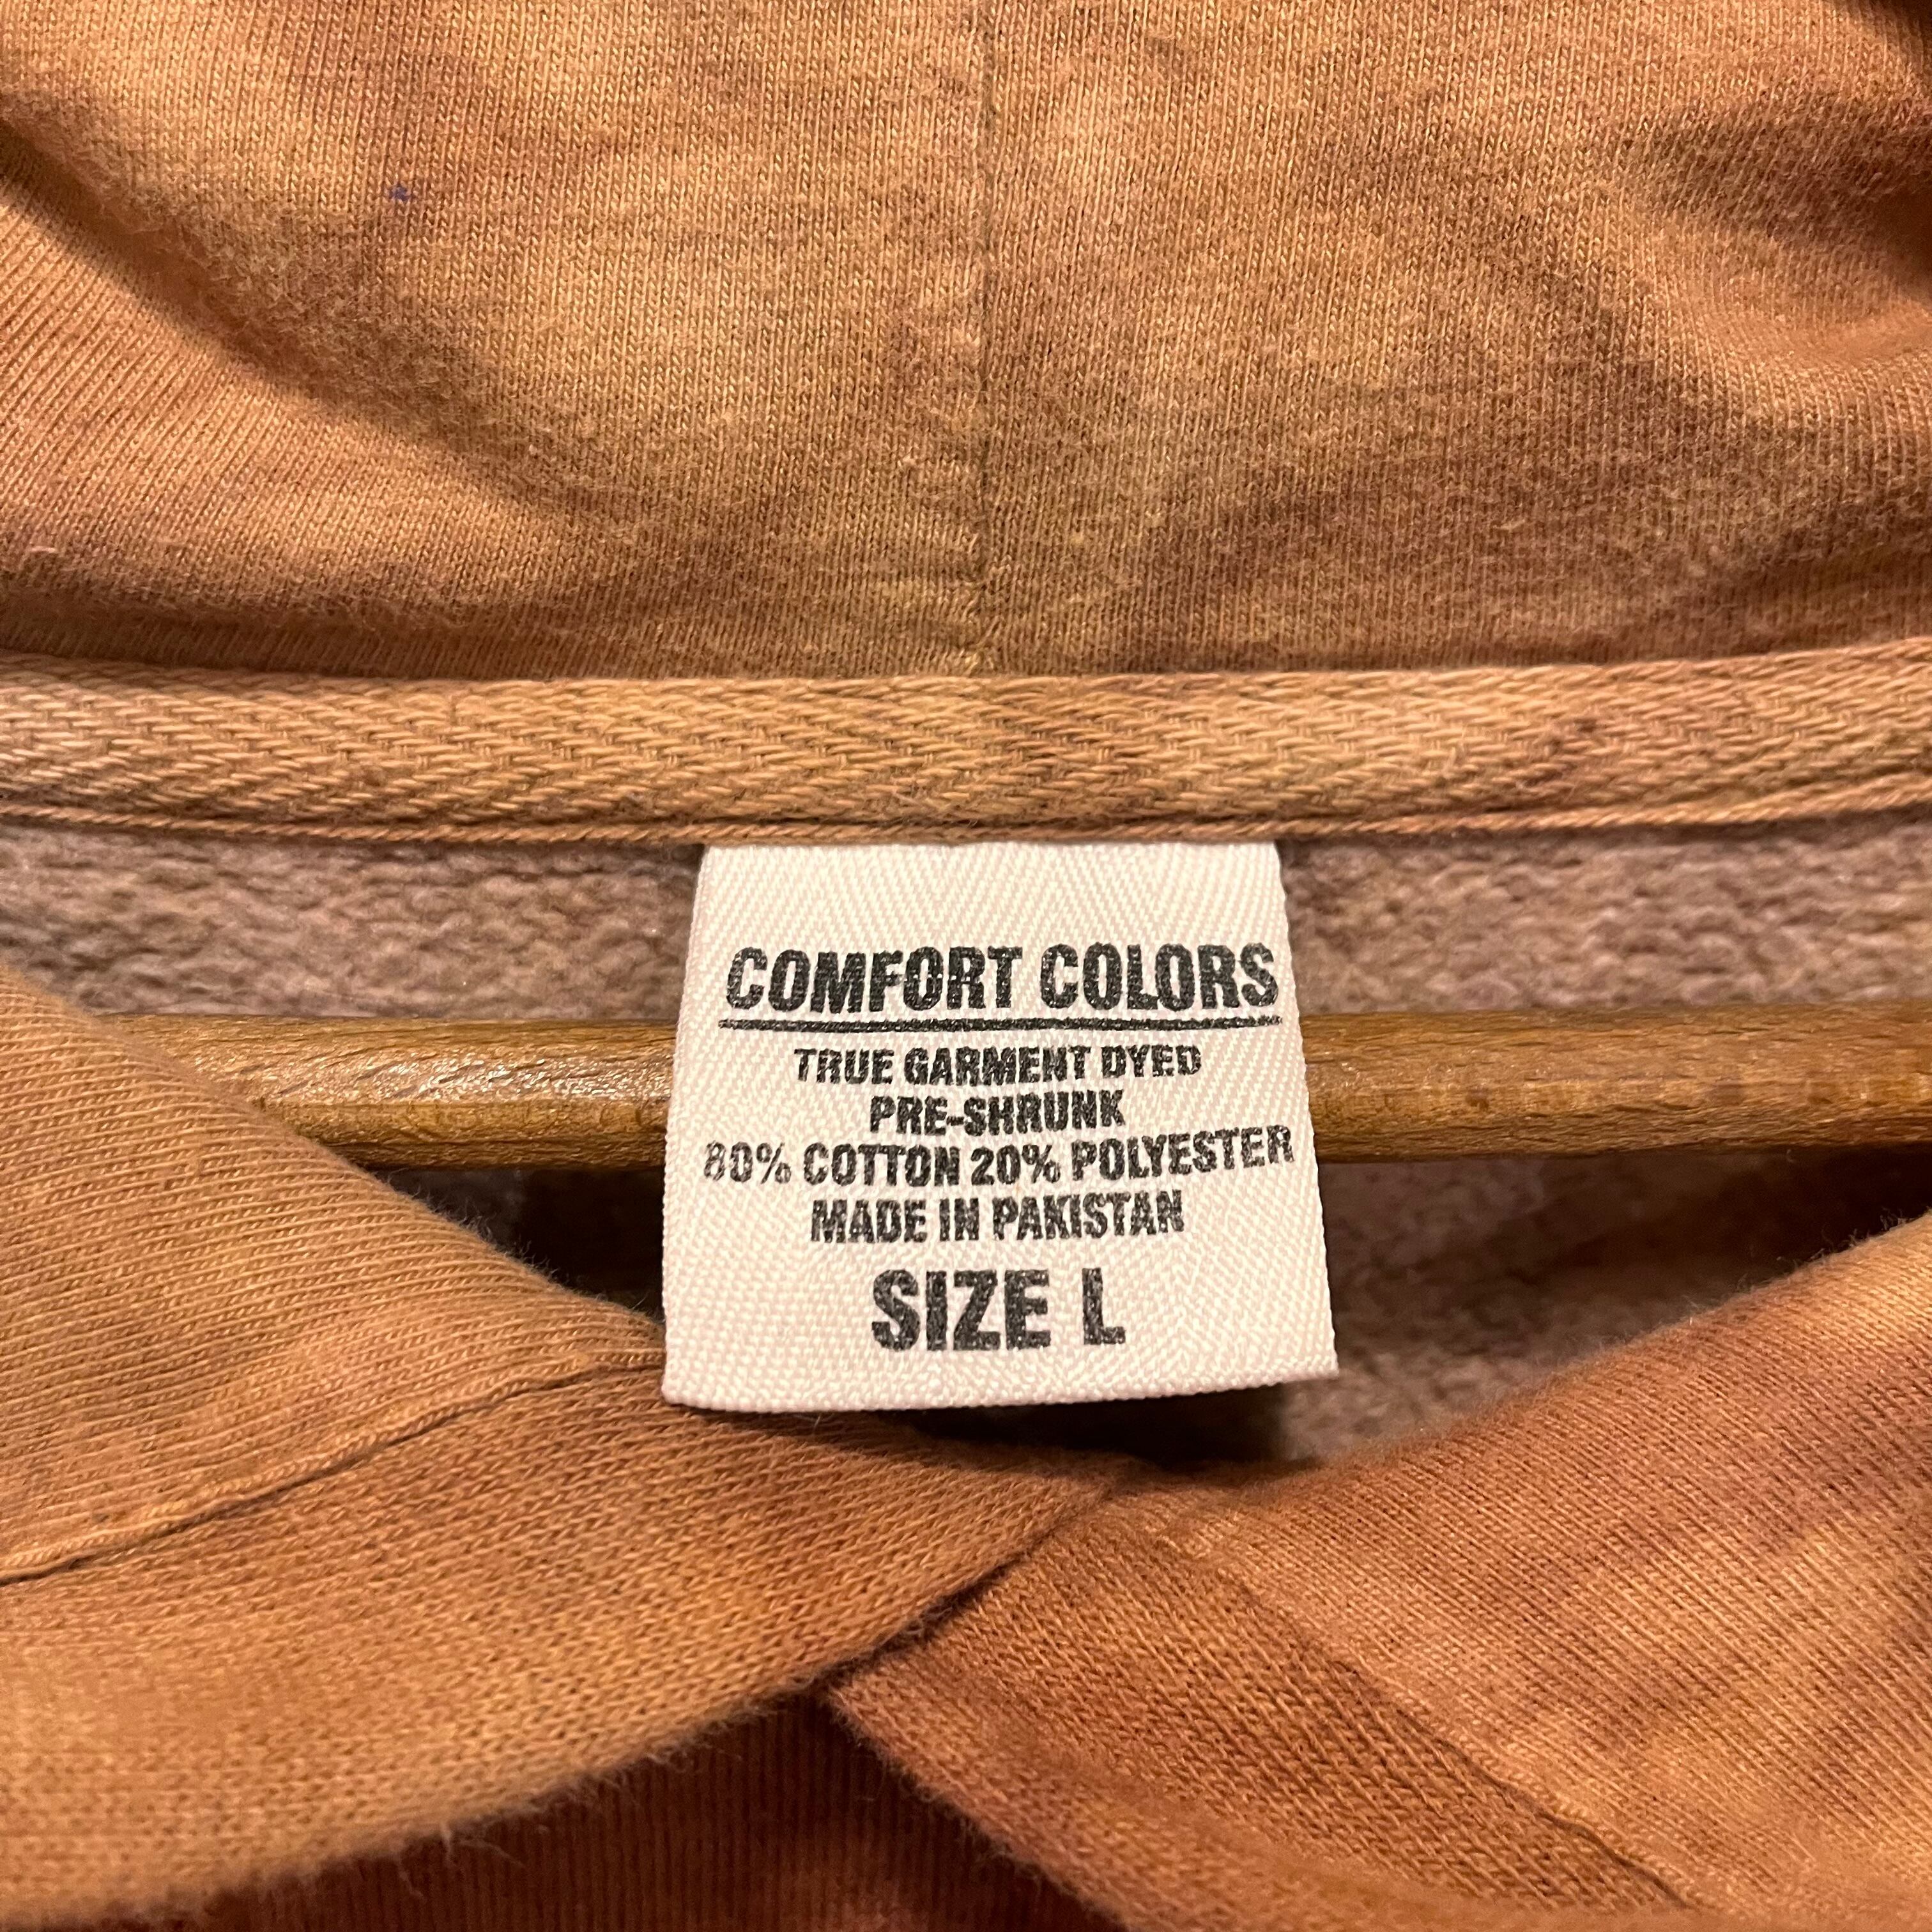 COMFORT COLORS
TRUE GARMENT DYED
PRE-SHRUNK
80% COTTON 20% POLYESTER
MADE IN PAKISTAN
SIZE L